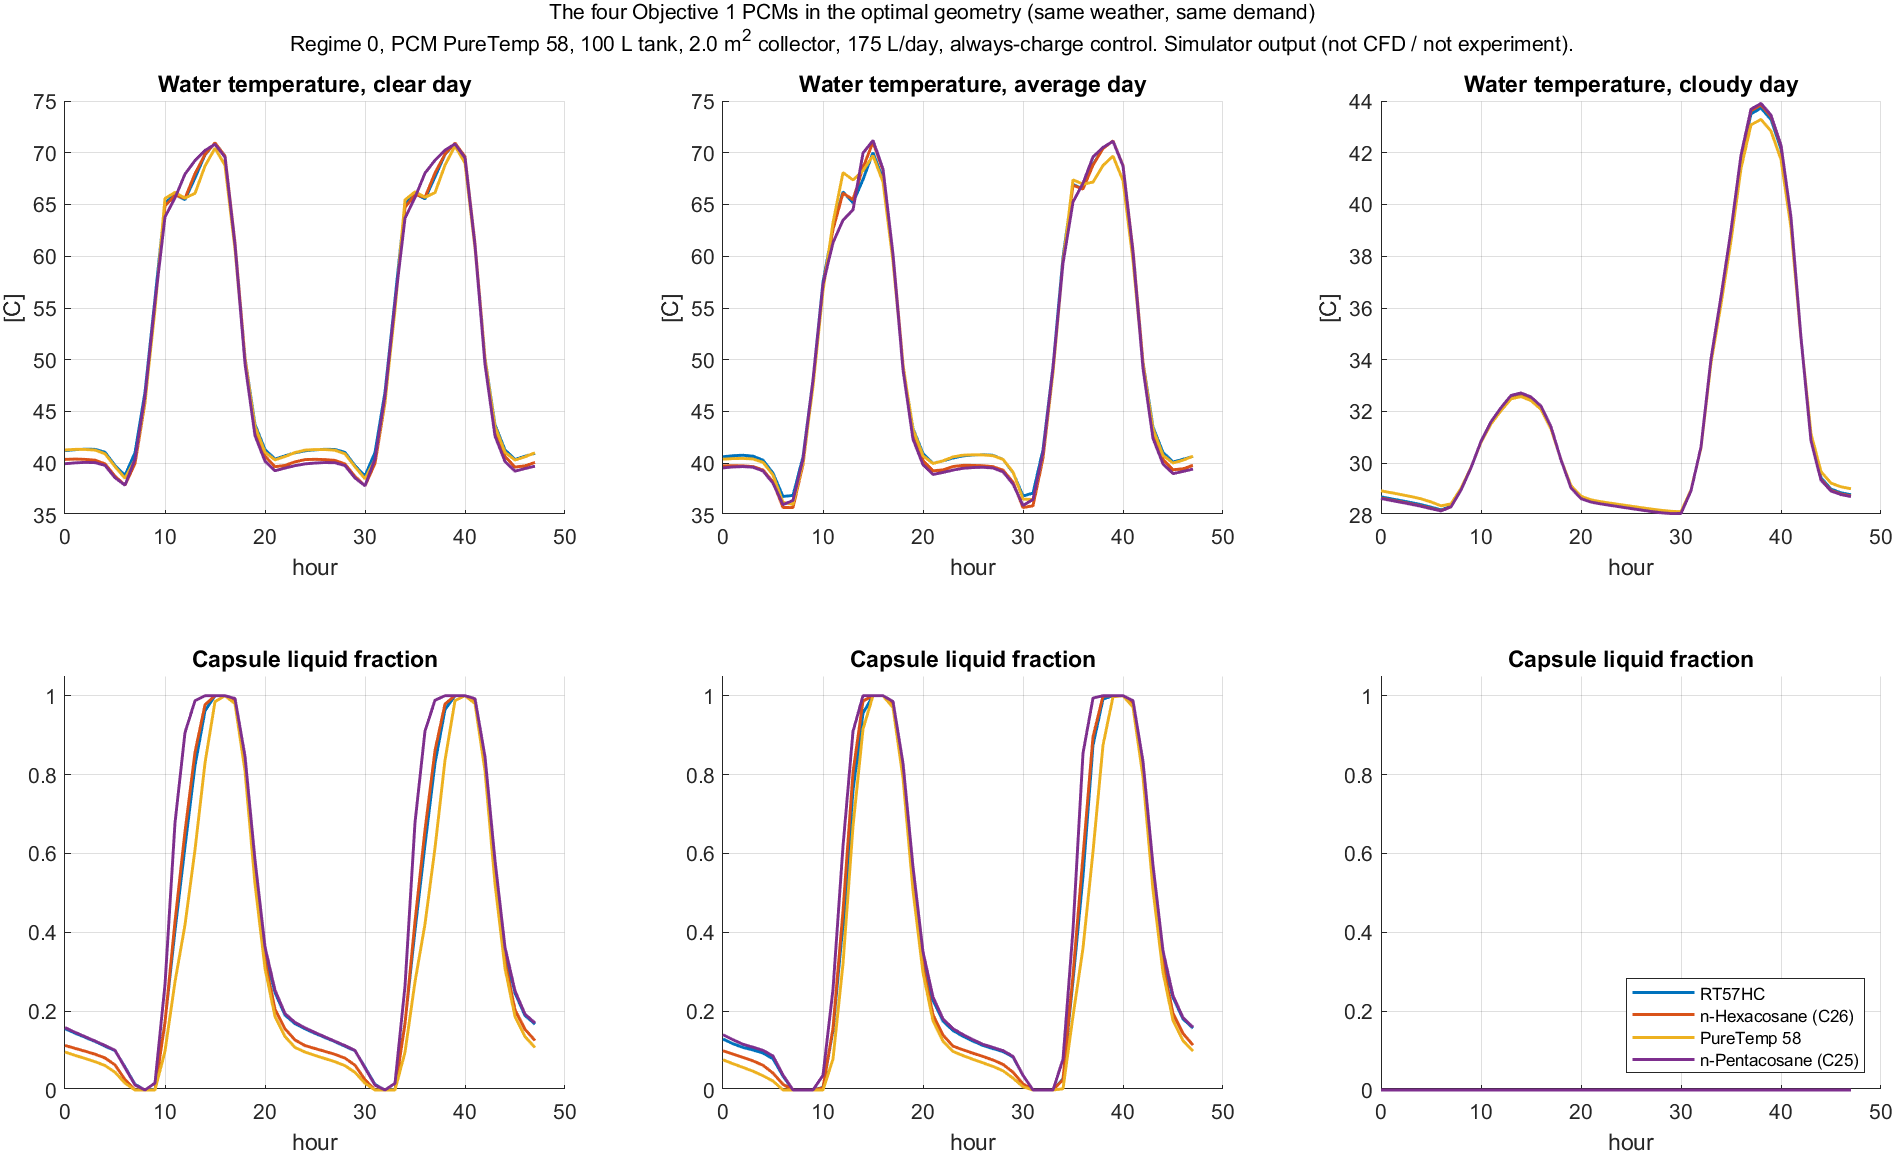 The four Objective 1 PCMs in the optimal geometry (same weather, same demand)
Regime 0, PCM PureTemp 58, 100 L tank, 2.0 m² collector, 175 L/day, always-charge control. Simulator output (not CFD / not experiment).
Water temperature, clear day
75
70
65
60
55
50
45
40
35
[C]
0 10 20 30 40 50
hour
Water temperature, average day
75
70
65
60
55
50
45
40
35
[C]
0 10 20 30 40 50
hour
Water temperature, cloudy day
44
42
40
38
36
34
32
30
28
[C]
0 10 20 30 40 50
hour
Capsule liquid fraction
1
0.8
0.6
0.4
0.2
0
0 10 20 30 40 50
hour
Capsule liquid fraction
1
0.8
0.6
0.4
0.2
0
0 10 20 30 40 50
hour
Capsule liquid fraction
1
0.8
0.6
0.4
0.2
0
0 10 20 30 40 50
hour
RT57HC
n-Hexacosane (C26)
PureTemp 58
n-Pentacosane (C25)